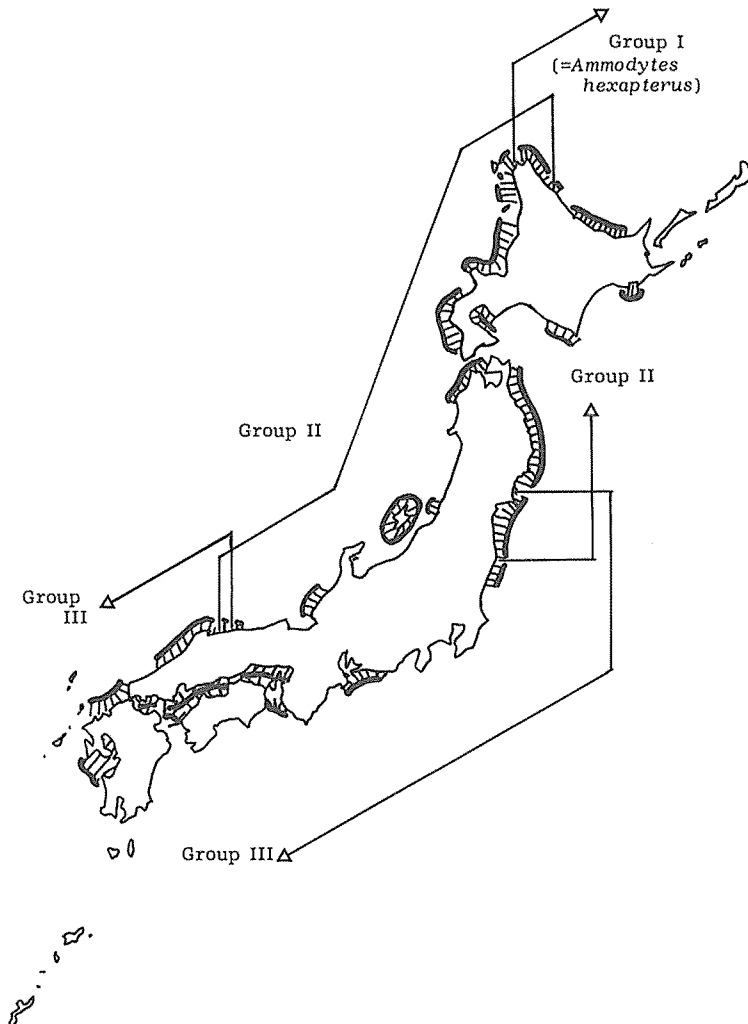 Group I
(=Ammodytes
hexapterus)
Group II
Group II
Group
III
Group III